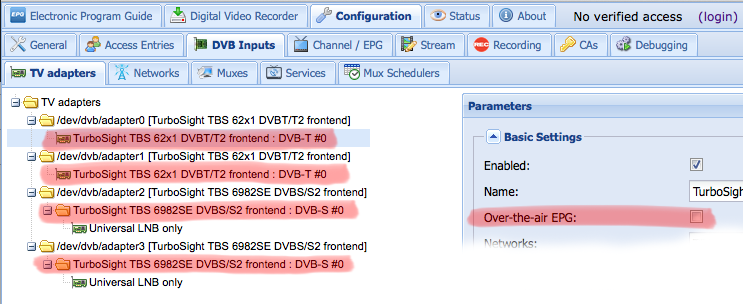 EPG Electronic Program Guide Digital Video Recorder Configuration Status About No verified access (login)
General Access Entries DVB Inputs Channel / EPG Stream REC Recording CAs Debugging
TV adapters Networks Muxes Services Mux Schedulers
TV adapters
/dev/dvb/adapter0 [TurboSight TBS 62x1 DVBT/T2 frontend]
TurboSight TBS 62x1 DVBT/T2 frontend : DVB-T #0
/dev/dvb/adapter1 [TurboSight TBS 62x1 DVBT/T2 frontend]
TurboSight TBS 62x1 DVBT/T2 frontend : DVB-T #0
/dev/dvb/adapter2 [TurboSight TBS 6982SE DVBS/S2 frontend]
TurboSight TBS 6982SE DVBS/S2 frontend : DVB-S #0
Universal LNB only
/dev/dvb/adapter3 [TurboSight TBS 6982SE DVBS/S2 frontend]
TurboSight TBS 6982SE DVBS/S2 frontend : DVB-S #0
Universal LNB only
Parameters
Basic Settings
Enabled:
Name: TurboSigh
Over-the-air EPG:
Networks: